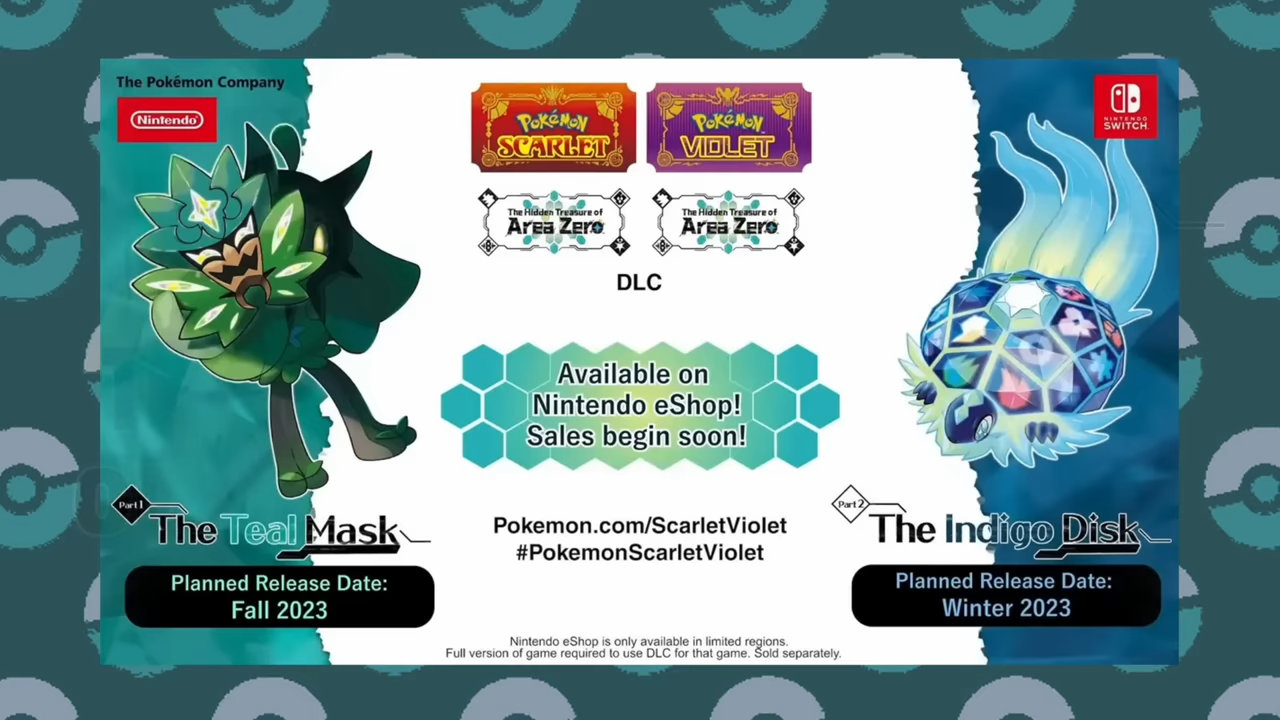 The Pokémon Company
Nintendo
POKÉMON
SCARLET
POKÉMON
VIOLET
NINTENDO
SWITCH
The Hidden Treasure of
Area Zero
The Hidden Treasure of
Area Zero
DLC
Available on
Nintendo eShop!
Sales begin soon!
Part 1
The Teal Mask
Planned Release Date:
Fall 2023
Pokemon.com/ScarletViolet
#PokemonScarletViolet
Part 2
The Indigo Disk
Planned Release Date:
Winter 2023
Nintendo eShop is only available in limited regions.
Full version of game required to use DLC for that game. Sold separately.